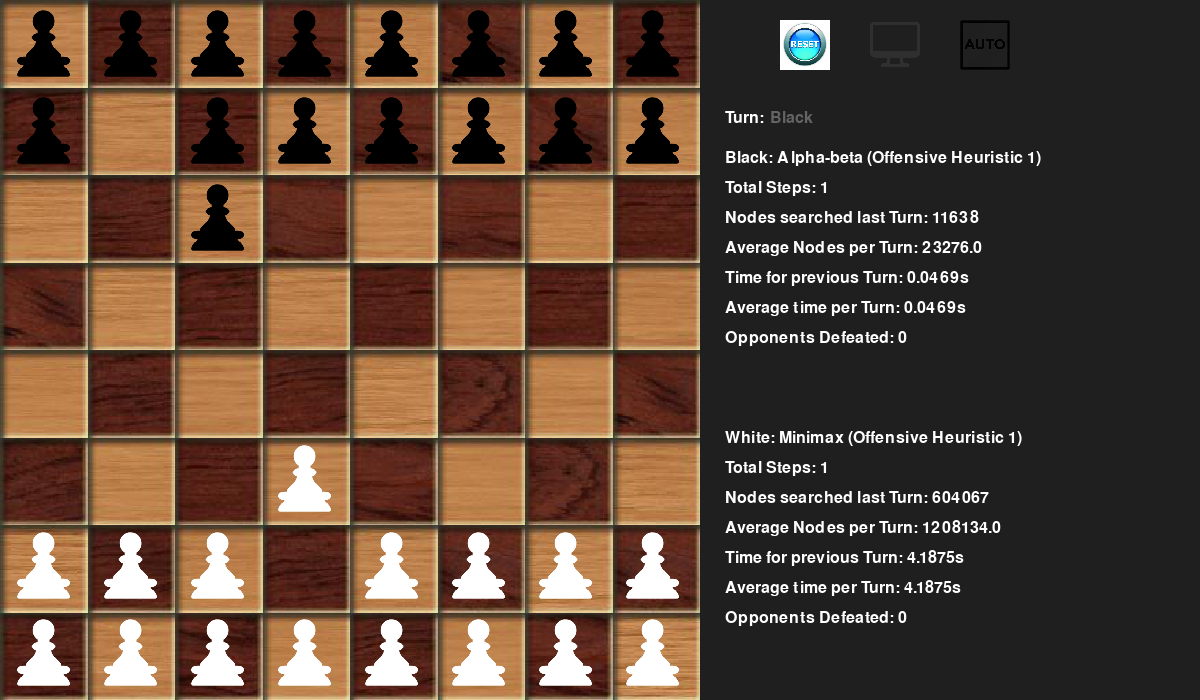 RESET
AUTO
Turn: Black
Black: Alpha-beta (Offensive Heuristic 1)
Total Steps: 1
Nodes searched last Turn: 11638
Average Nodes per Turn: 23276.0
Time for previous Turn: 0.0469s
Average time per Turn: 0.0469s
Opponents Defeated: 0
White: Minimax (Offensive Heuristic 1)
Total Steps: 1
Nodes searched last Turn: 604067
Average Nodes per Turn: 1208134.0
Time for previous Turn: 4.1875s
Average time per Turn: 4.1875s
Opponents Defeated: 0